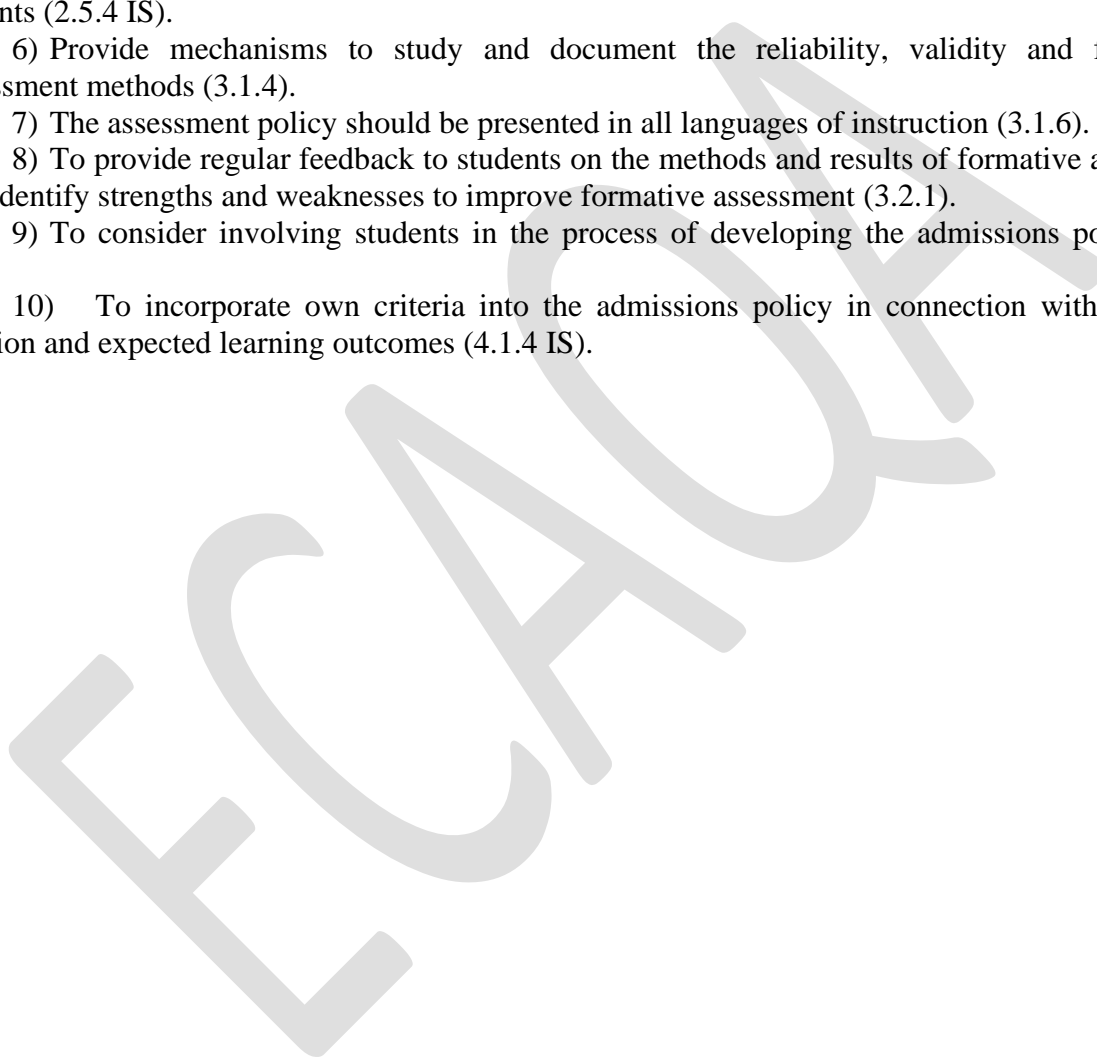 nts (2.5.4 IS).
6) Provide mechanisms to study and document the reliability, validity and
ssment methods (3.1.4).
7) The assessment policy should be presented in all languages of instruction (3.1.6).
8) To provide regular feedback to students on the methods and results of formative
dentify strengths and weaknesses to improve formative assessment (3.2.1).
9) To consider involving students in the process of developing the admissions po
10) To incorporate own criteria into the admissions policy in connection with
ion and expected learning outcomes (4.1.4 IS).
ECAQA